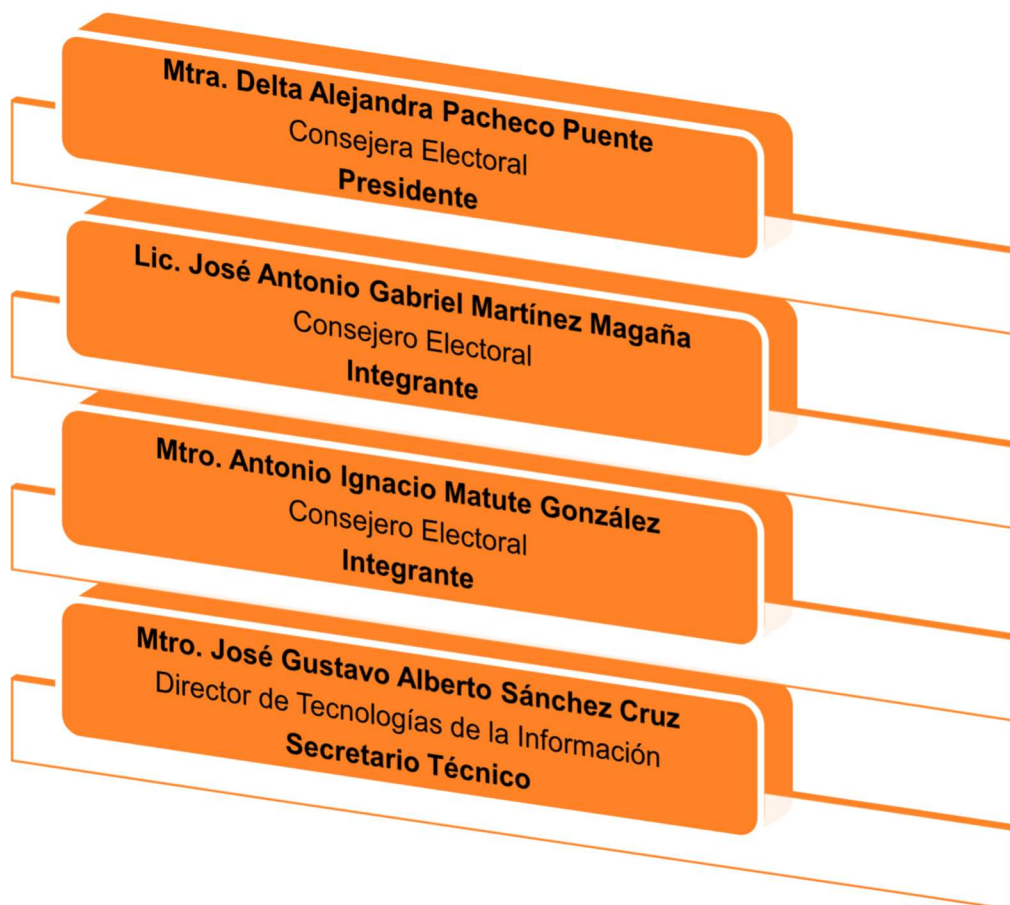 Mtra. Delta Alejandra Pacheco Puente
Consejera Electoral
Presidente
Lic. José Antonio Gabriel Martínez Magaña
Consejero Electoral
Integrante
Mtro. Antonio Ignacio Matute González
Consejero Electoral
Integrante
Mtro. José Gustavo Alberto Sánchez Cruz
Director de Tecnologías de la Información
Secretario Técnico